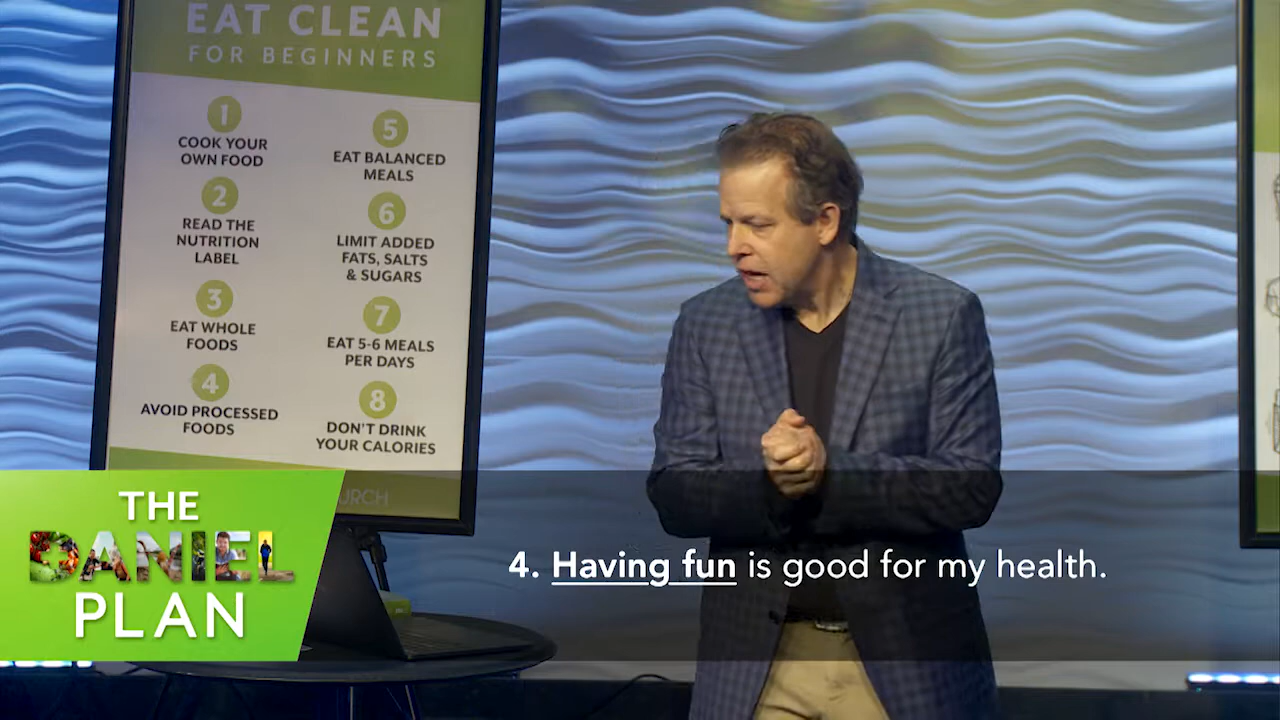 EAT CLEAN
FOR BEGINNERS
1
COOK YOUR
OWN FOOD
2
READ THE
NUTRITION
LABEL
3
EAT WHOLE
FOODS
4
AVOID PROCESSED
FOODS
5
EAT BALANCED
MEALS
6
LIMIT ADDED
FATS, SALTS
& SUGARS
7
EAT 5-6 MEALS
PER DAYS
8
DON'T DRINK
YOUR CALORIES
THE
DANIEL
PLAN
4. Having fun is good for my health.